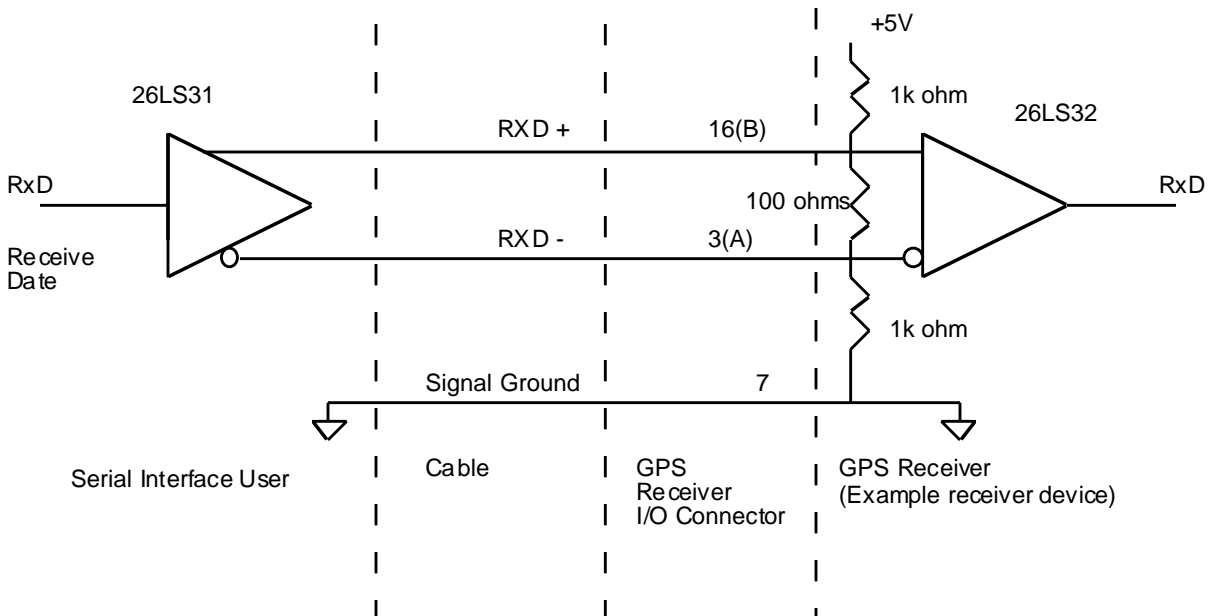 +5V
26LS31
1k ohm
26LS32
RXD +
16(B)
RxD
100 ohms
RxD
Receive
Date
RXD -
3(A)
1k ohm
Signal Ground
7
Serial Interface User
Cable
GPS
Receiver
I/O Connector
GPS Receiver
(Example receiver device)